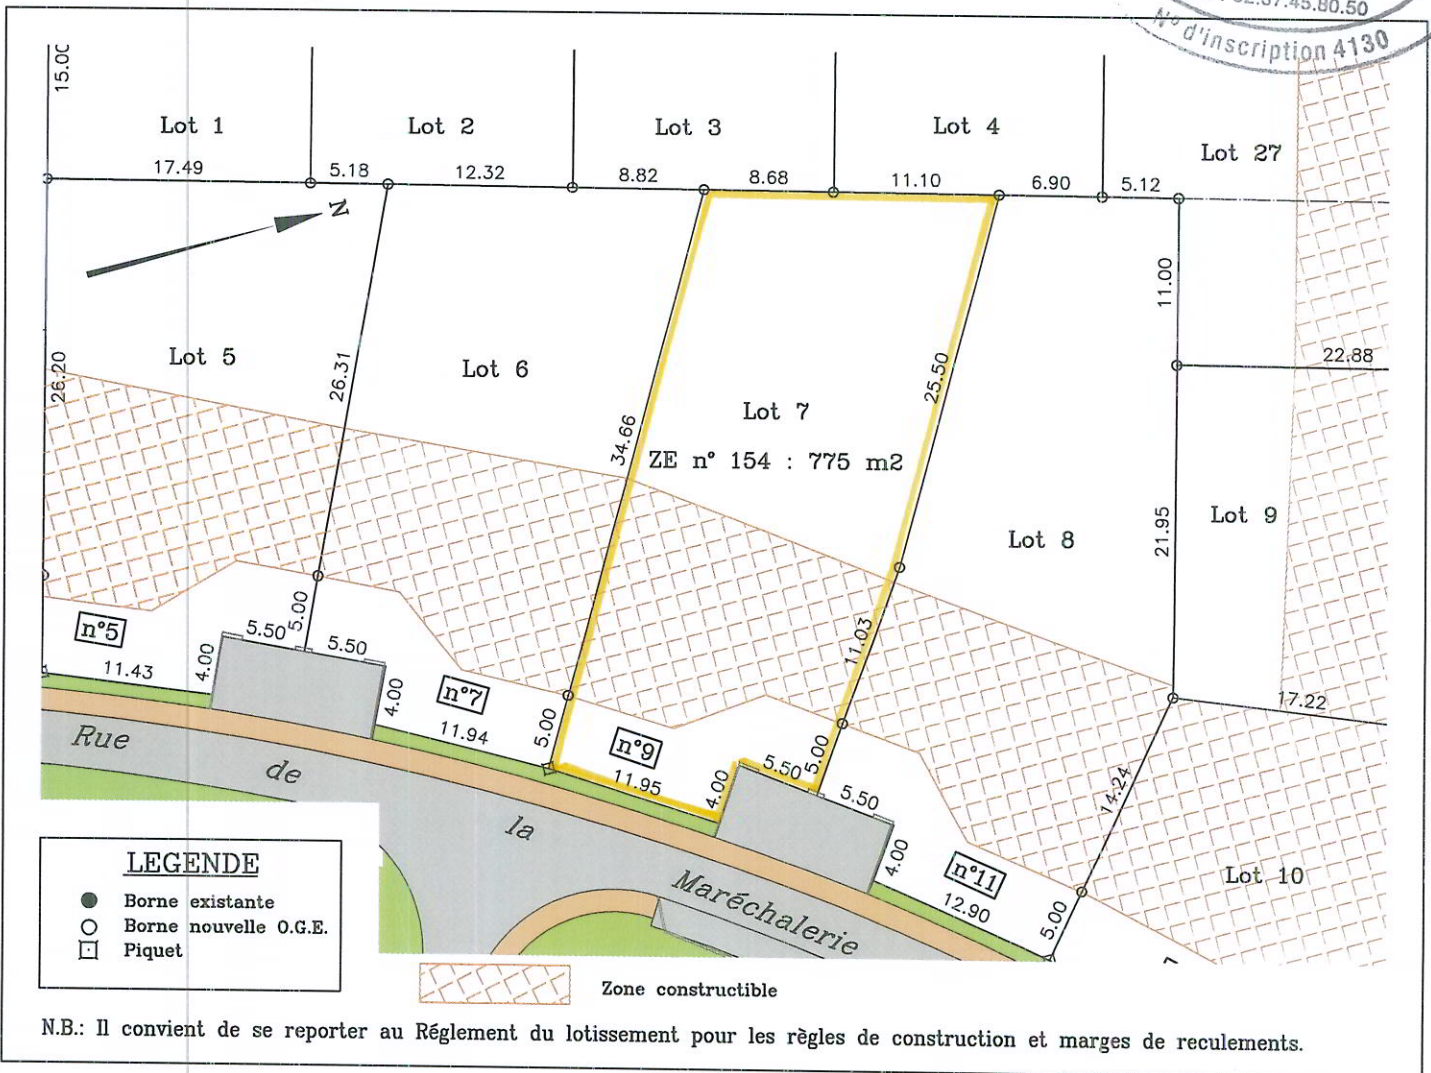 .45.80.50
N° d'inscription 4130
15.00
Lot 1
Lot 2
Lot 3
Lot 4
Lot 27
17.49
5.18
12.32
8.82
8.68
11.10
6.90
5.12
N
11.00
26.20
Lot 5
26.31
Lot 6
34.66
Lot 7
25.50
22.88
ZE n° 154 : 775 m2
Lot 8
21.95
Lot 9
n°5
11.43
4.00
5.50
5.00
5.50
4.00
n°7
11.94
5.00
n°9
11.95
4.00
5.50
5.00
11.03
5.50
4.00
n°11
12.90
5.00
14.24
17.22
Lot 10
Rue de la Maréchalerie
LEGENDE
Borne existante
Borne nouvelle O.G.E.
Piquet
Zone constructible
N.B.: Il convient de se reporter au Réglement du lotissement pour les règles de construction et marges de reculements.